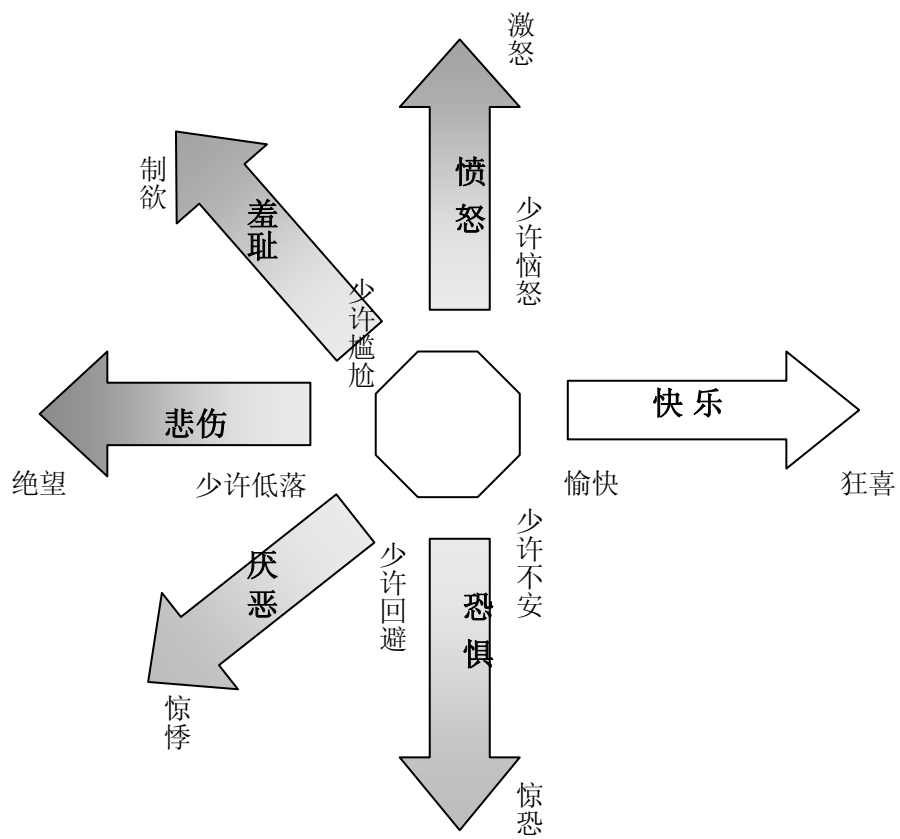 激怒
愤怒
少许恼怒
制欲
羞耻
少许尴尬
悲伤
绝望
少许低落
快 乐
愉快
狂喜
厌恶
少许回避
惊悸
少许不安
恐惧
惊恐